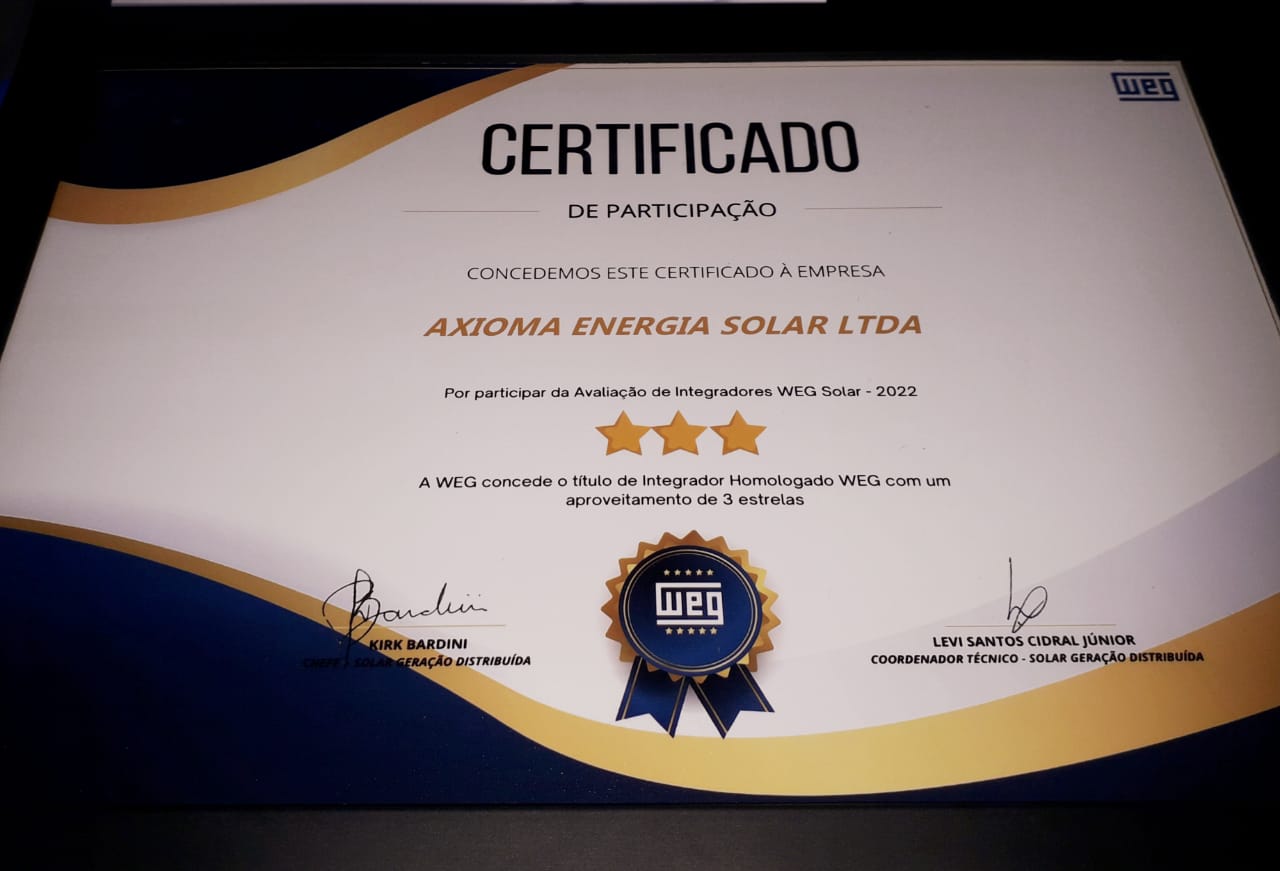 weg
CERTIFICADO
DE PARTICIPAÇÃO
CONCEDEMOS ESTE CERTIFICADO À EMPRESA
AXIOMA ENERGIA SOLAR LTDA
Por participar da Avaliação de Integradores WEG Solar - 2022
A WEG concede o título de Integrador Homologado WEG com um
aproveitamento de 3 estrelas
weg
Bardini
KIRK BARDINI
CHEFE - SOLAR GERAÇÃO DISTRIBUÍDA
LEVI SANTOS CIDRAL JÚNIOR
COORDENADOR TÉCNICO - SOLAR GERAÇÃO DISTRIBUÍDA